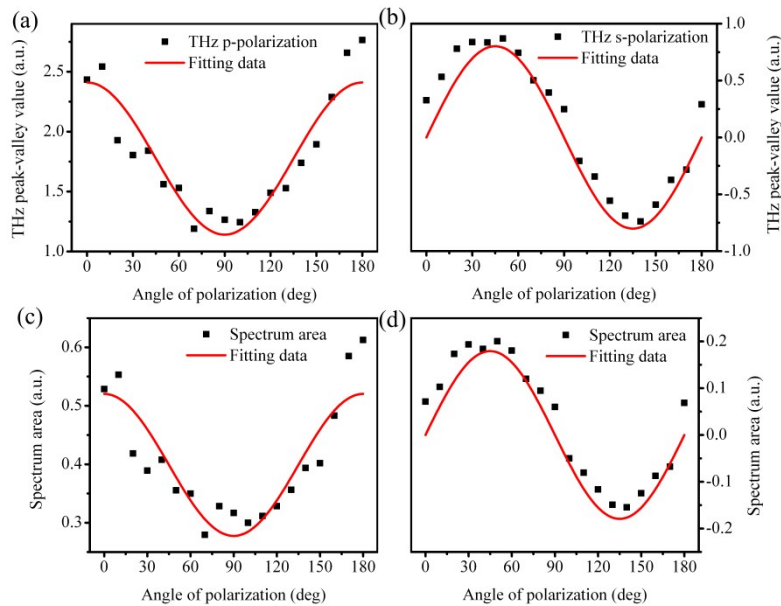 (a)
THz p-polarization
Fitting data
THz peak-valley value (a.u.)
2.5
2.0
1.5
1.0
0 30 60 90 120 150 180
Angle of polarization (deg)
(b)
THz s-polarization
Fitting data
THz peak-valley value (a.u.)
1.0
0.5
0.0
-0.5
-1.0
0 30 60 90 120 150 180
Angle of polarization (deg)
(c)
Spectrum area
Fitting data
Spectrum area (a.u.)
0.6
0.5
0.4
0.3
0 30 60 90 120 150 180
Angle of polarization (deg)
(d)
Spectrum area
Fitting data
Spectrum area (a.u.)
0.2
0.1
0.0
-0.1
-0.2
0 30 60 90 120 150 180
Angle of polarization (deg)